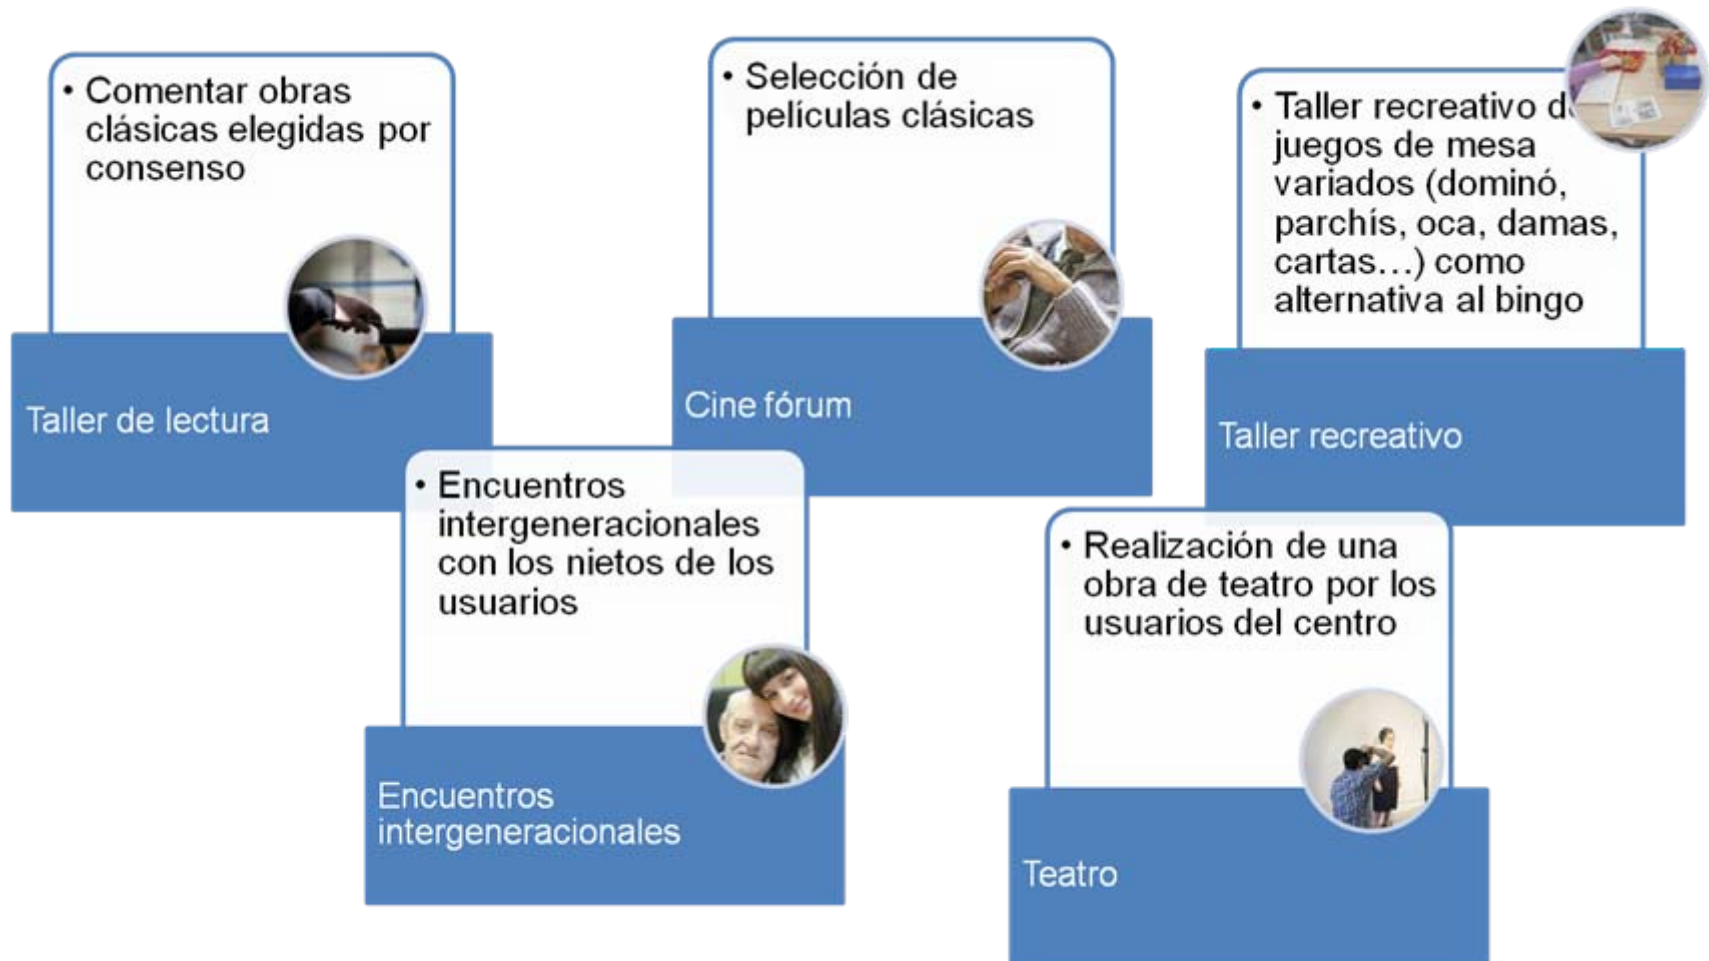 • Comentar obras
clásicas elegidas por
consenso
Taller de lectura
• Selección de
películas clásicas
Cine fórum
• Taller recreativo de
juegos de mesa
variados (dominó,
parchís, oca, damas,
cartas…) como
alternativa al bingo
Taller recreativo
• Encuentros
intergeneracionales
con los nietos de los
usuarios
Encuentros
intergeneracionales
• Realización de una
obra de teatro por los
usuarios del centro
Teatro